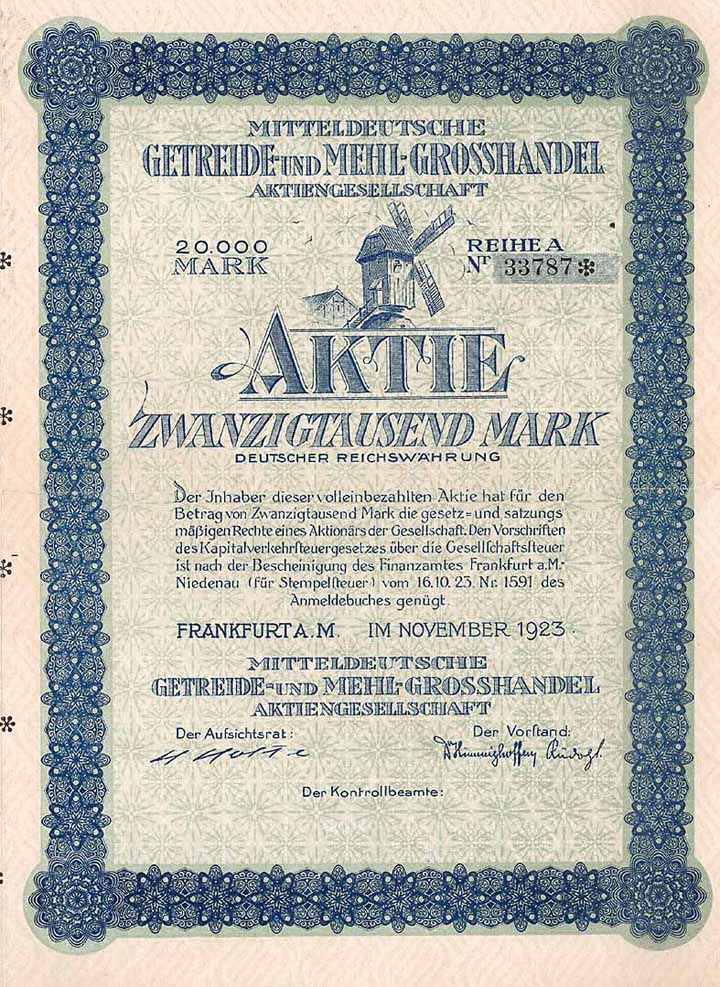 MITTELDEUTSCHE
GETREIDE- UND MEHL-GROSSHANDEL
AKTIENGESELLSCHAFT
20.000
MARK
REIHE A
Nr 33787 ✻
AKTIE
ZWANZIGTAUSEND MARK
DEUTSCHER REICHSWÄHRUNG
Der Inhaber dieser volleinbezahlten Aktie hat für den
Betrag von Zwanzigtausend Mark die gesetz= und satzungs
mäßigen Rechte eines Aktionärs der Gesellschaft. Den Vorschriften
des Kapitalverkehrsteuergesetzes über die Gesellschaftsteuer
ist nach der Bescheinigung des Finanzamtes Frankfurt a.M.-
Niedenau (für Stempelsteuer) vom 16.10.23. Nr. 1591 des
Anmeldebuches genügt.
FRANKFURT A. M. IM NOVEMBER 1923.
MITTELDEUTSCHE
GETREIDE- UND MEHL-GROSSHANDEL
AKTIENGESELLSCHAFT
Der Aufsichtsrat:
Der Vorstand:
Der Kontrollbeamte: